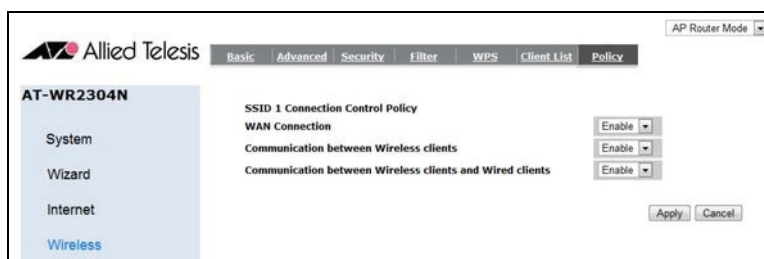 AP Router Mode
Allied Telesis
Basic Advanced Security Filter WPS Client List Policy
AT-WR2304N
System
Wizard
Internet
Wireless
SSID 1 Connection Control Policy
WAN Connection Enable
Communication between Wireless clients Enable
Communication between Wireless clients and Wired clients Enable
Apply Cancel